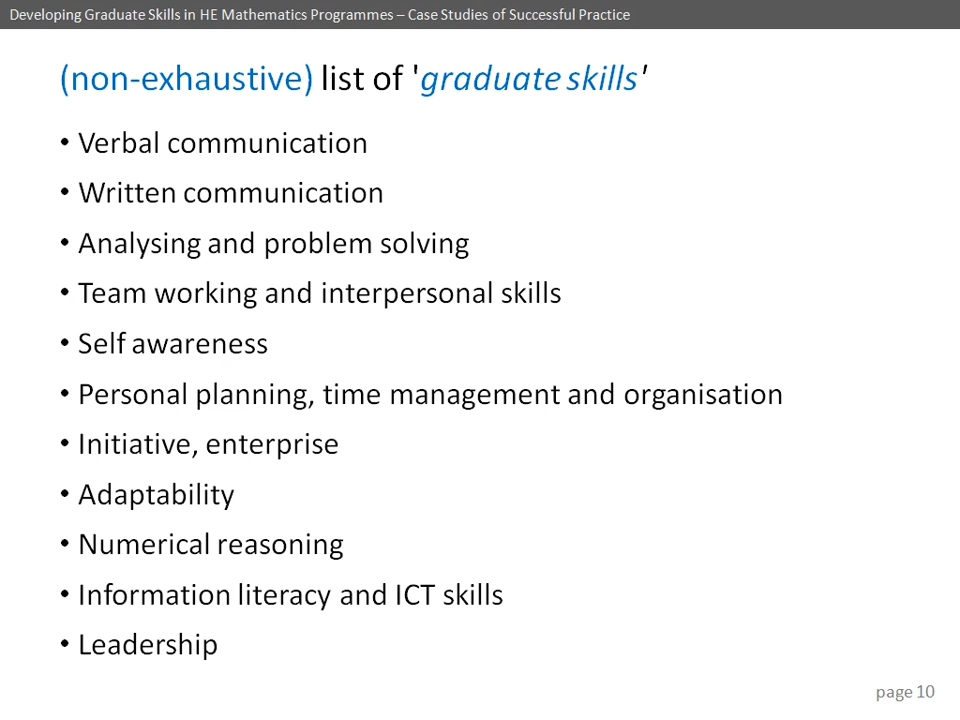 Developing Graduate Skills in HE Mathematics Programmes – Case Studies of Successful Practice
(non-exhaustive) list of 'graduate skills'
• Verbal communication
• Written communication
• Analysing and problem solving
• Team working and interpersonal skills
• Self awareness
• Personal planning, time management and organisation
• Initiative, enterprise
• Adaptability
• Numerical reasoning
• Information literacy and ICT skills
• Leadership
page 10